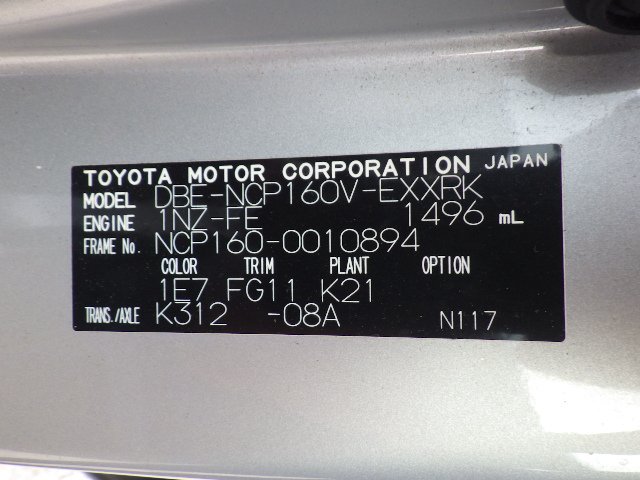 TOYOTA MOTOR CORPORATION JAPAN
MODEL DBE-NCP160V-EXXRK
ENGINE 1NZ-FE 1496 mL
FRAME No. NCP160-0010894
COLOR TRIM PLANT OPTION
1E7 FG11 K21
TRANS./AXLE K312 -08A N117